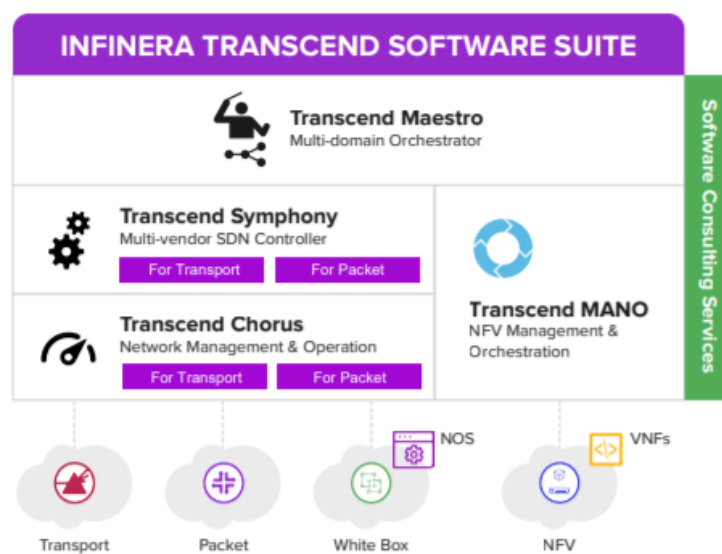 INFINERA TRANSCEND SOFTWARE SUITE
Transcend Maestro
Multi-domain Orchestrator
Transcend Symphony
Multi-vendor SDN Controller
For Transport
For Packet
Transcend Chorus
Network Management & Operation
For Transport
For Packet
Transcend MANO
NFV Management &
Orchestration
Software Consulting Services
NOS
VNFs
Transport
Packet
White Box
NFV